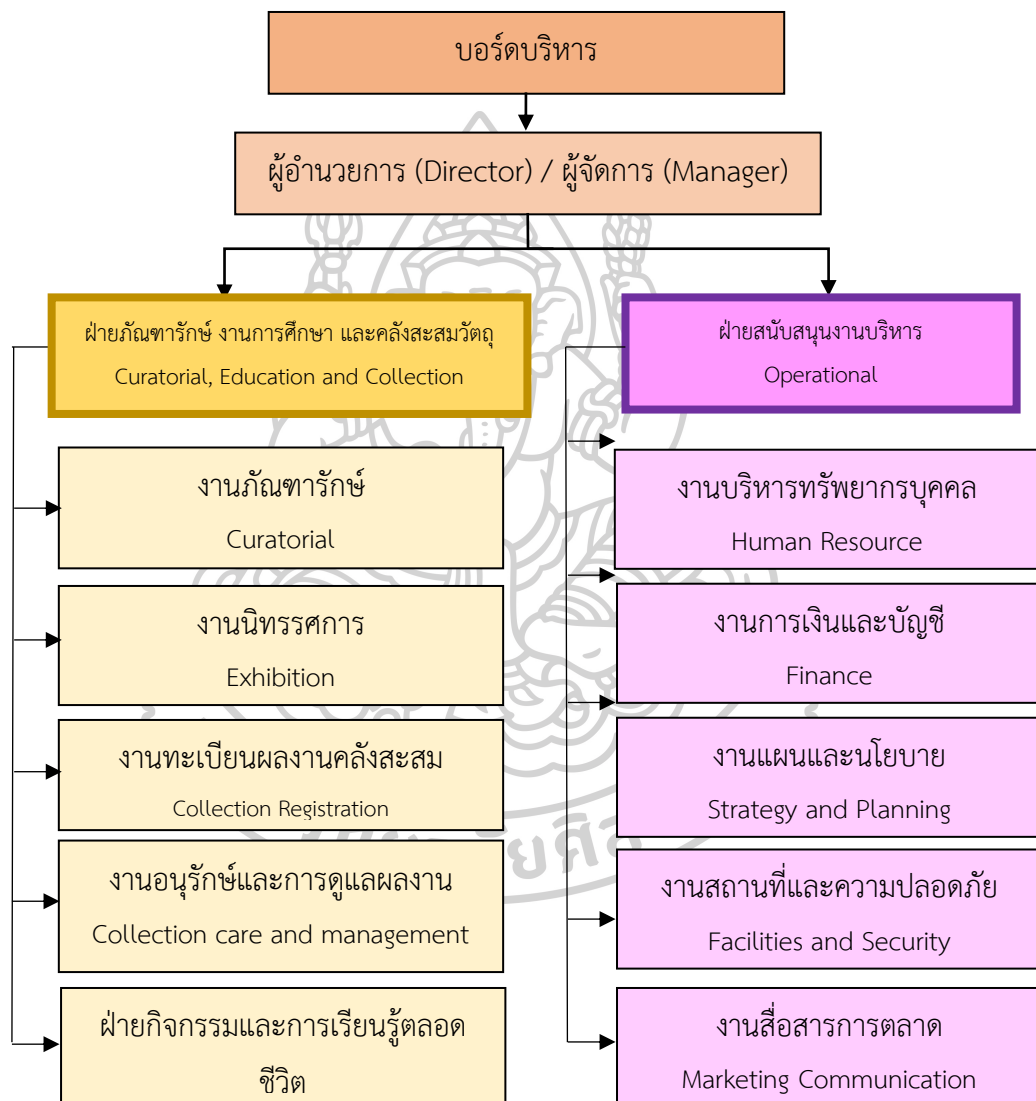 บอร์ดบริหาร
ผู้อำนวยการ (Director) / ผู้จัดการ (Manager)
ฝ่ายภัณฑารักษ์ งานการศึกษา และคลังสะสมวัตถุ
Curatorial, Education and Collection
งานภัณฑารักษ์
Curatorial
งานนิทรรศการ
Exhibition
งานทะเบียนผลงานคลังสะสม
Collection Registration
งานอนุรักษ์และการดูแลผลงาน
Collection care and management
ฝ่ายกิจกรรมและการเรียนรู้ตลอด
ชีวิต
ฝ่ายสนับสนุนงานบริหาร
Operational
งานบริหารทรัพยากรบุคคล
Human Resource
งานการเงินและบัญชี
Finance
งานแผนและนโยบาย
Strategy and Planning
งานสถานที่และความปลอดภัย
Facilities and Security
งานสื่อสารการตลาด
Marketing Communication